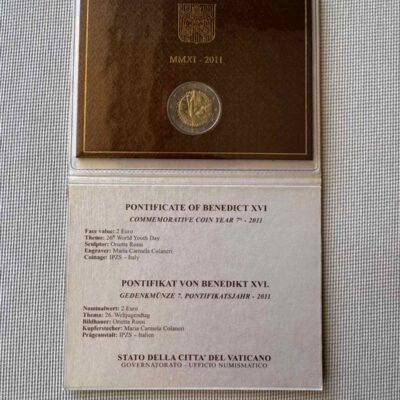 MMXI - 2011
PONTIFICATE OF BENEDICT XVI
COMMEMORATIVE COIN YEAR 7th - 2011
Face value: 2 Euro
Theme: 26th World Youth Day
Sculptor: Orietta Rossi
Engraver: Maria Carmela Colaneri
Coinage: IPZS – Italy
PONTIFIKAT VON BENEDIKT XVI.
GEDENKMÜNZE 7. PONTIFIKATSJAHR - 2011
Nominalwert: 2 Euro
Thema: 26. Weltjugendtag
Bildhauer: Orietta Rossi
Kupferstecher: Maria Carmela Colaneri
Prägeanstalt: IPZS – Italien
STATO DELLA CITTA' DEL VATICANO
GOVERNATORATO - UFFICIO NUMISMATICO